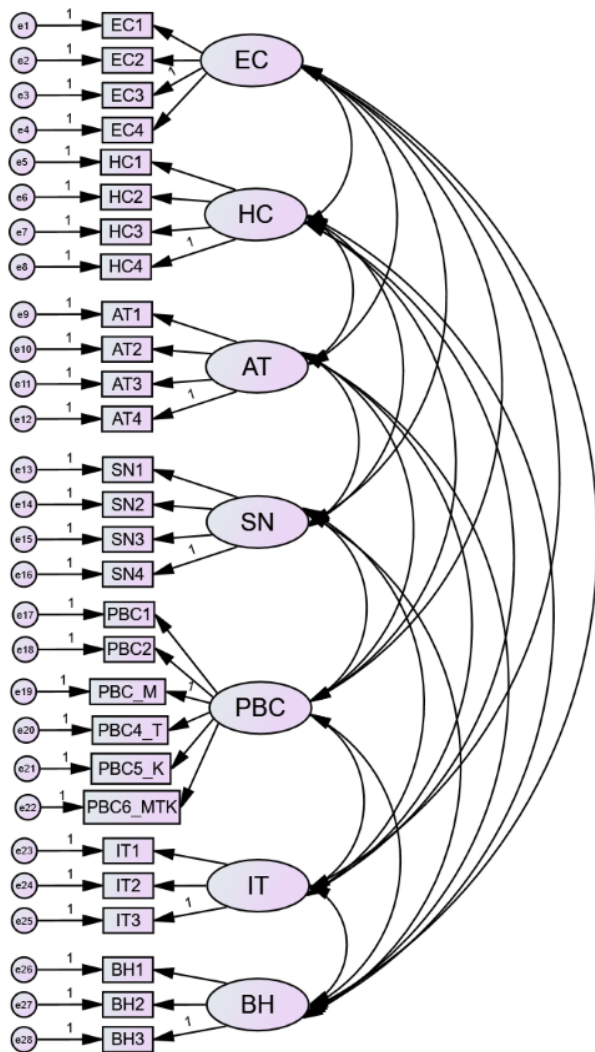 e1 1 EC1
e2 1 EC2
EC
e3 1 EC3 1
e4 1 EC4
e5 1 HC1
e6 1 HC2
HC
e7 1 HC3
e8 1 HC4 1
e9 1 AT1
e10 1 AT2
AT
e11 1 AT3
e12 1 AT4 1
e13 1 SN1
e14 1 SN2
SN
e15 1 SN3
e16 1 SN4 1
e17 1 PBC1
e18 1 PBC2
e19 1 PBC_M 1
PBC
e20 1 PBC4_T
e21 1 PBC5_K
e22 1 PBC6_MTK
e23 1 IT1
e24 1 IT2 IT
e25 1 IT3 1
e26 1 BH1
e27 1 BH2 BH
e28 1 BH3 1